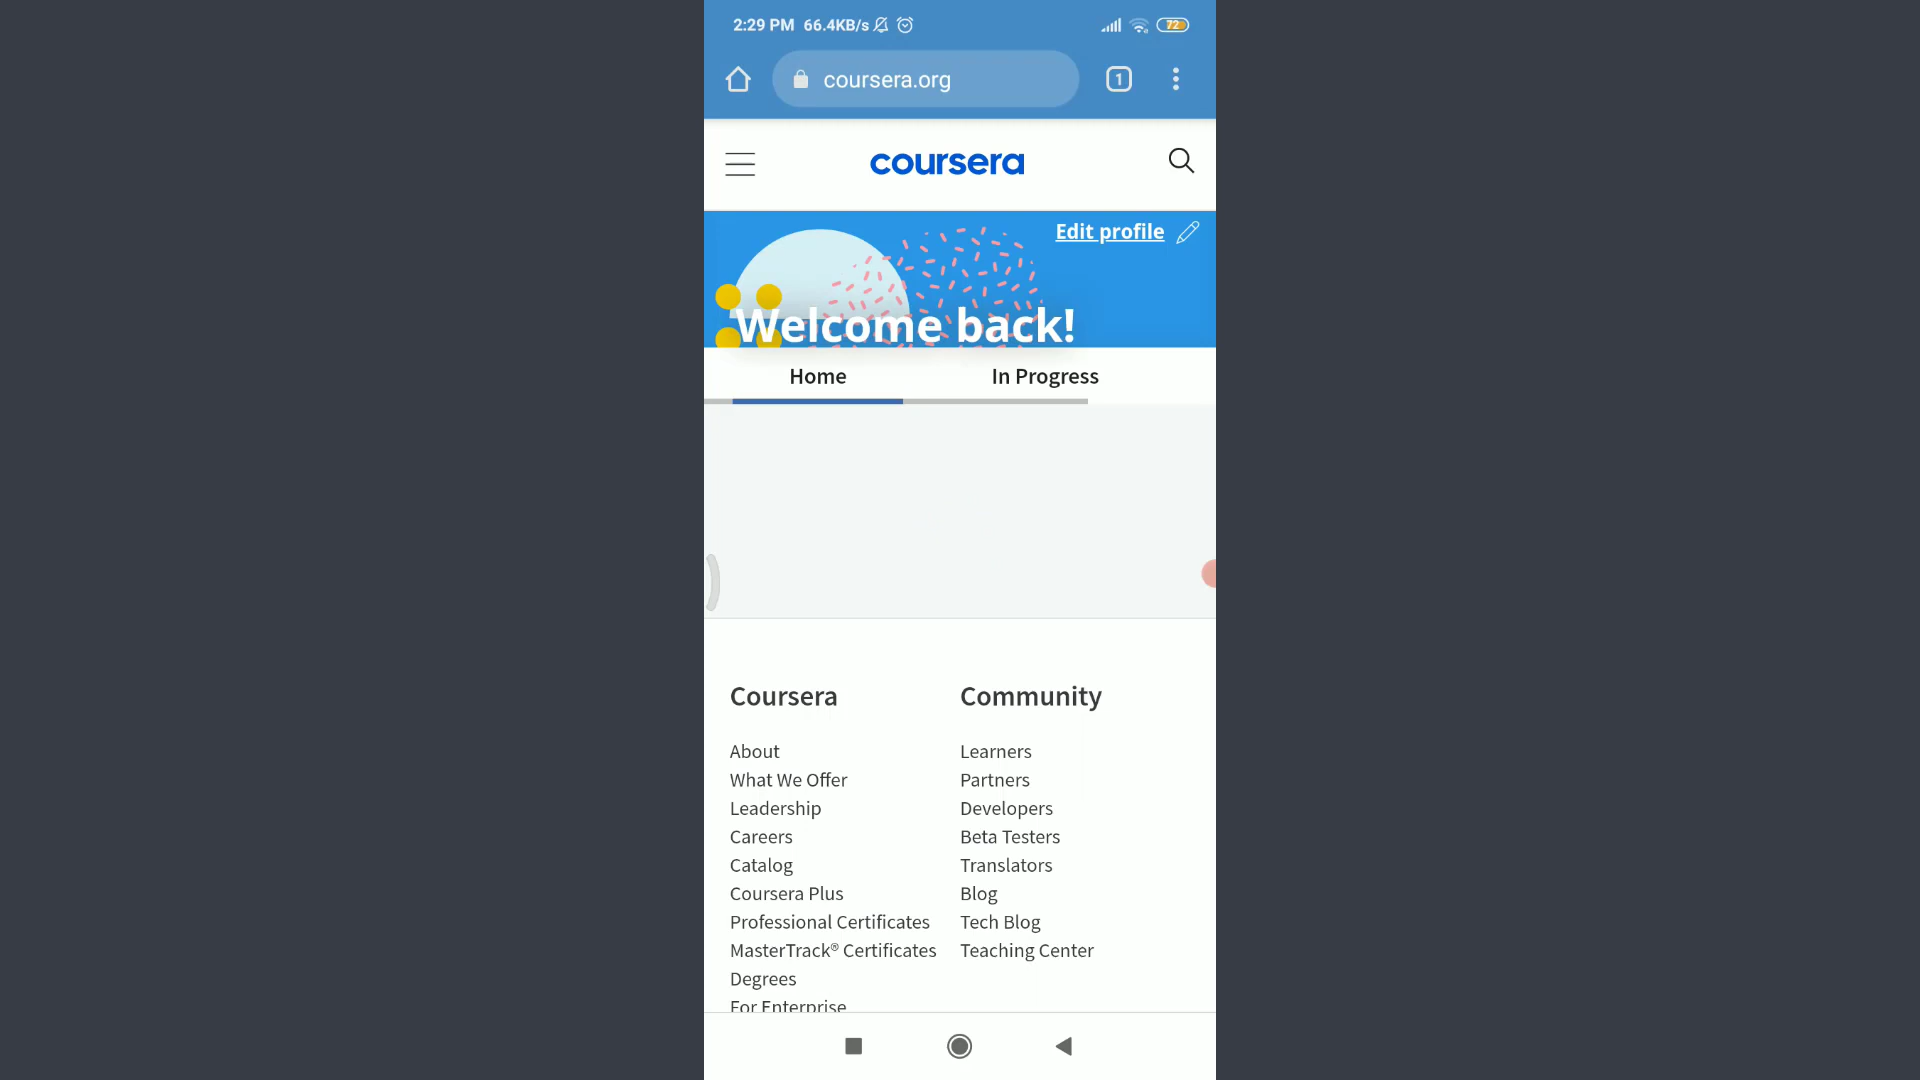 2:29 PM 66.4KB/s 72
coursera.org 1
coursera
Edit profile
Welcome back!
Home In Progress
Coursera
About
What We Offer
Leadership
Careers
Catalog
Coursera Plus
Professional Certificates
MasterTrack® Certificates
Degrees
For Enterprise
Community
Learners
Partners
Developers
Beta Testers
Translators
Blog
Tech Blog
Teaching Center